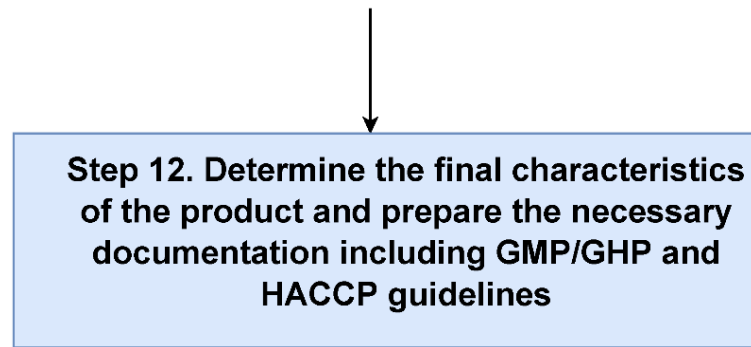 Step 12. Determine the final characteristics
of the product and prepare the necessary
documentation including GMP/GHP and
HACCP guidelines